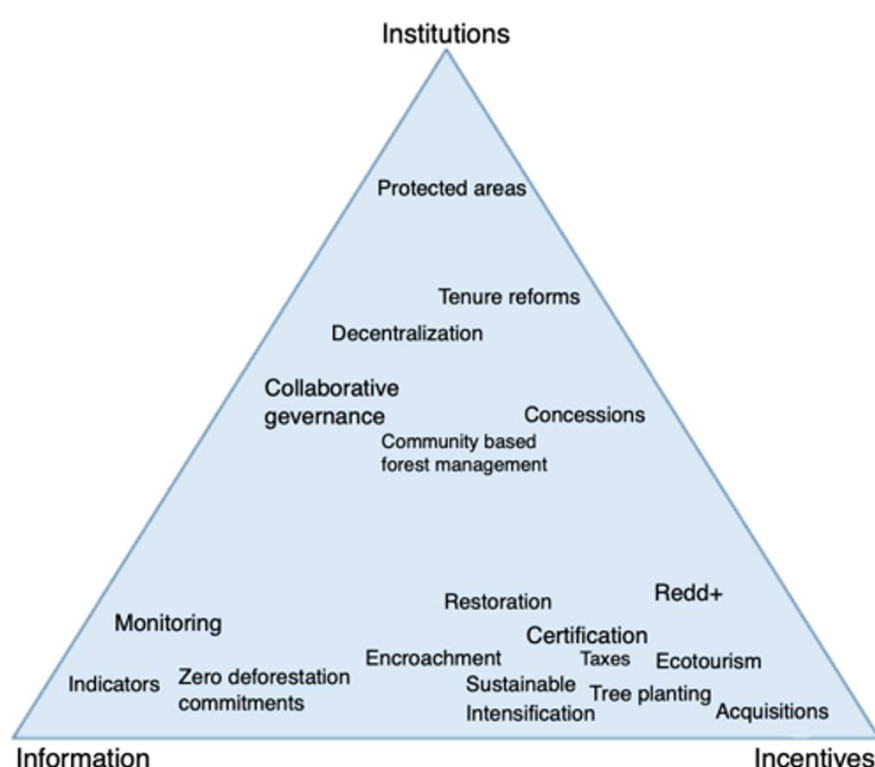 Institutions
Protected areas
Tenure reforms
Decentralization
Collaborative
gevernance
Concessions
Community based
forest management
Redd+
Restoration
Monitoring
Certification
Encroachment
Taxes
Ecotourism
Indicators
Zero deforestation
commitments
Sustainable
Intensification
Tree planting
Acquisitions
Information
Incentives